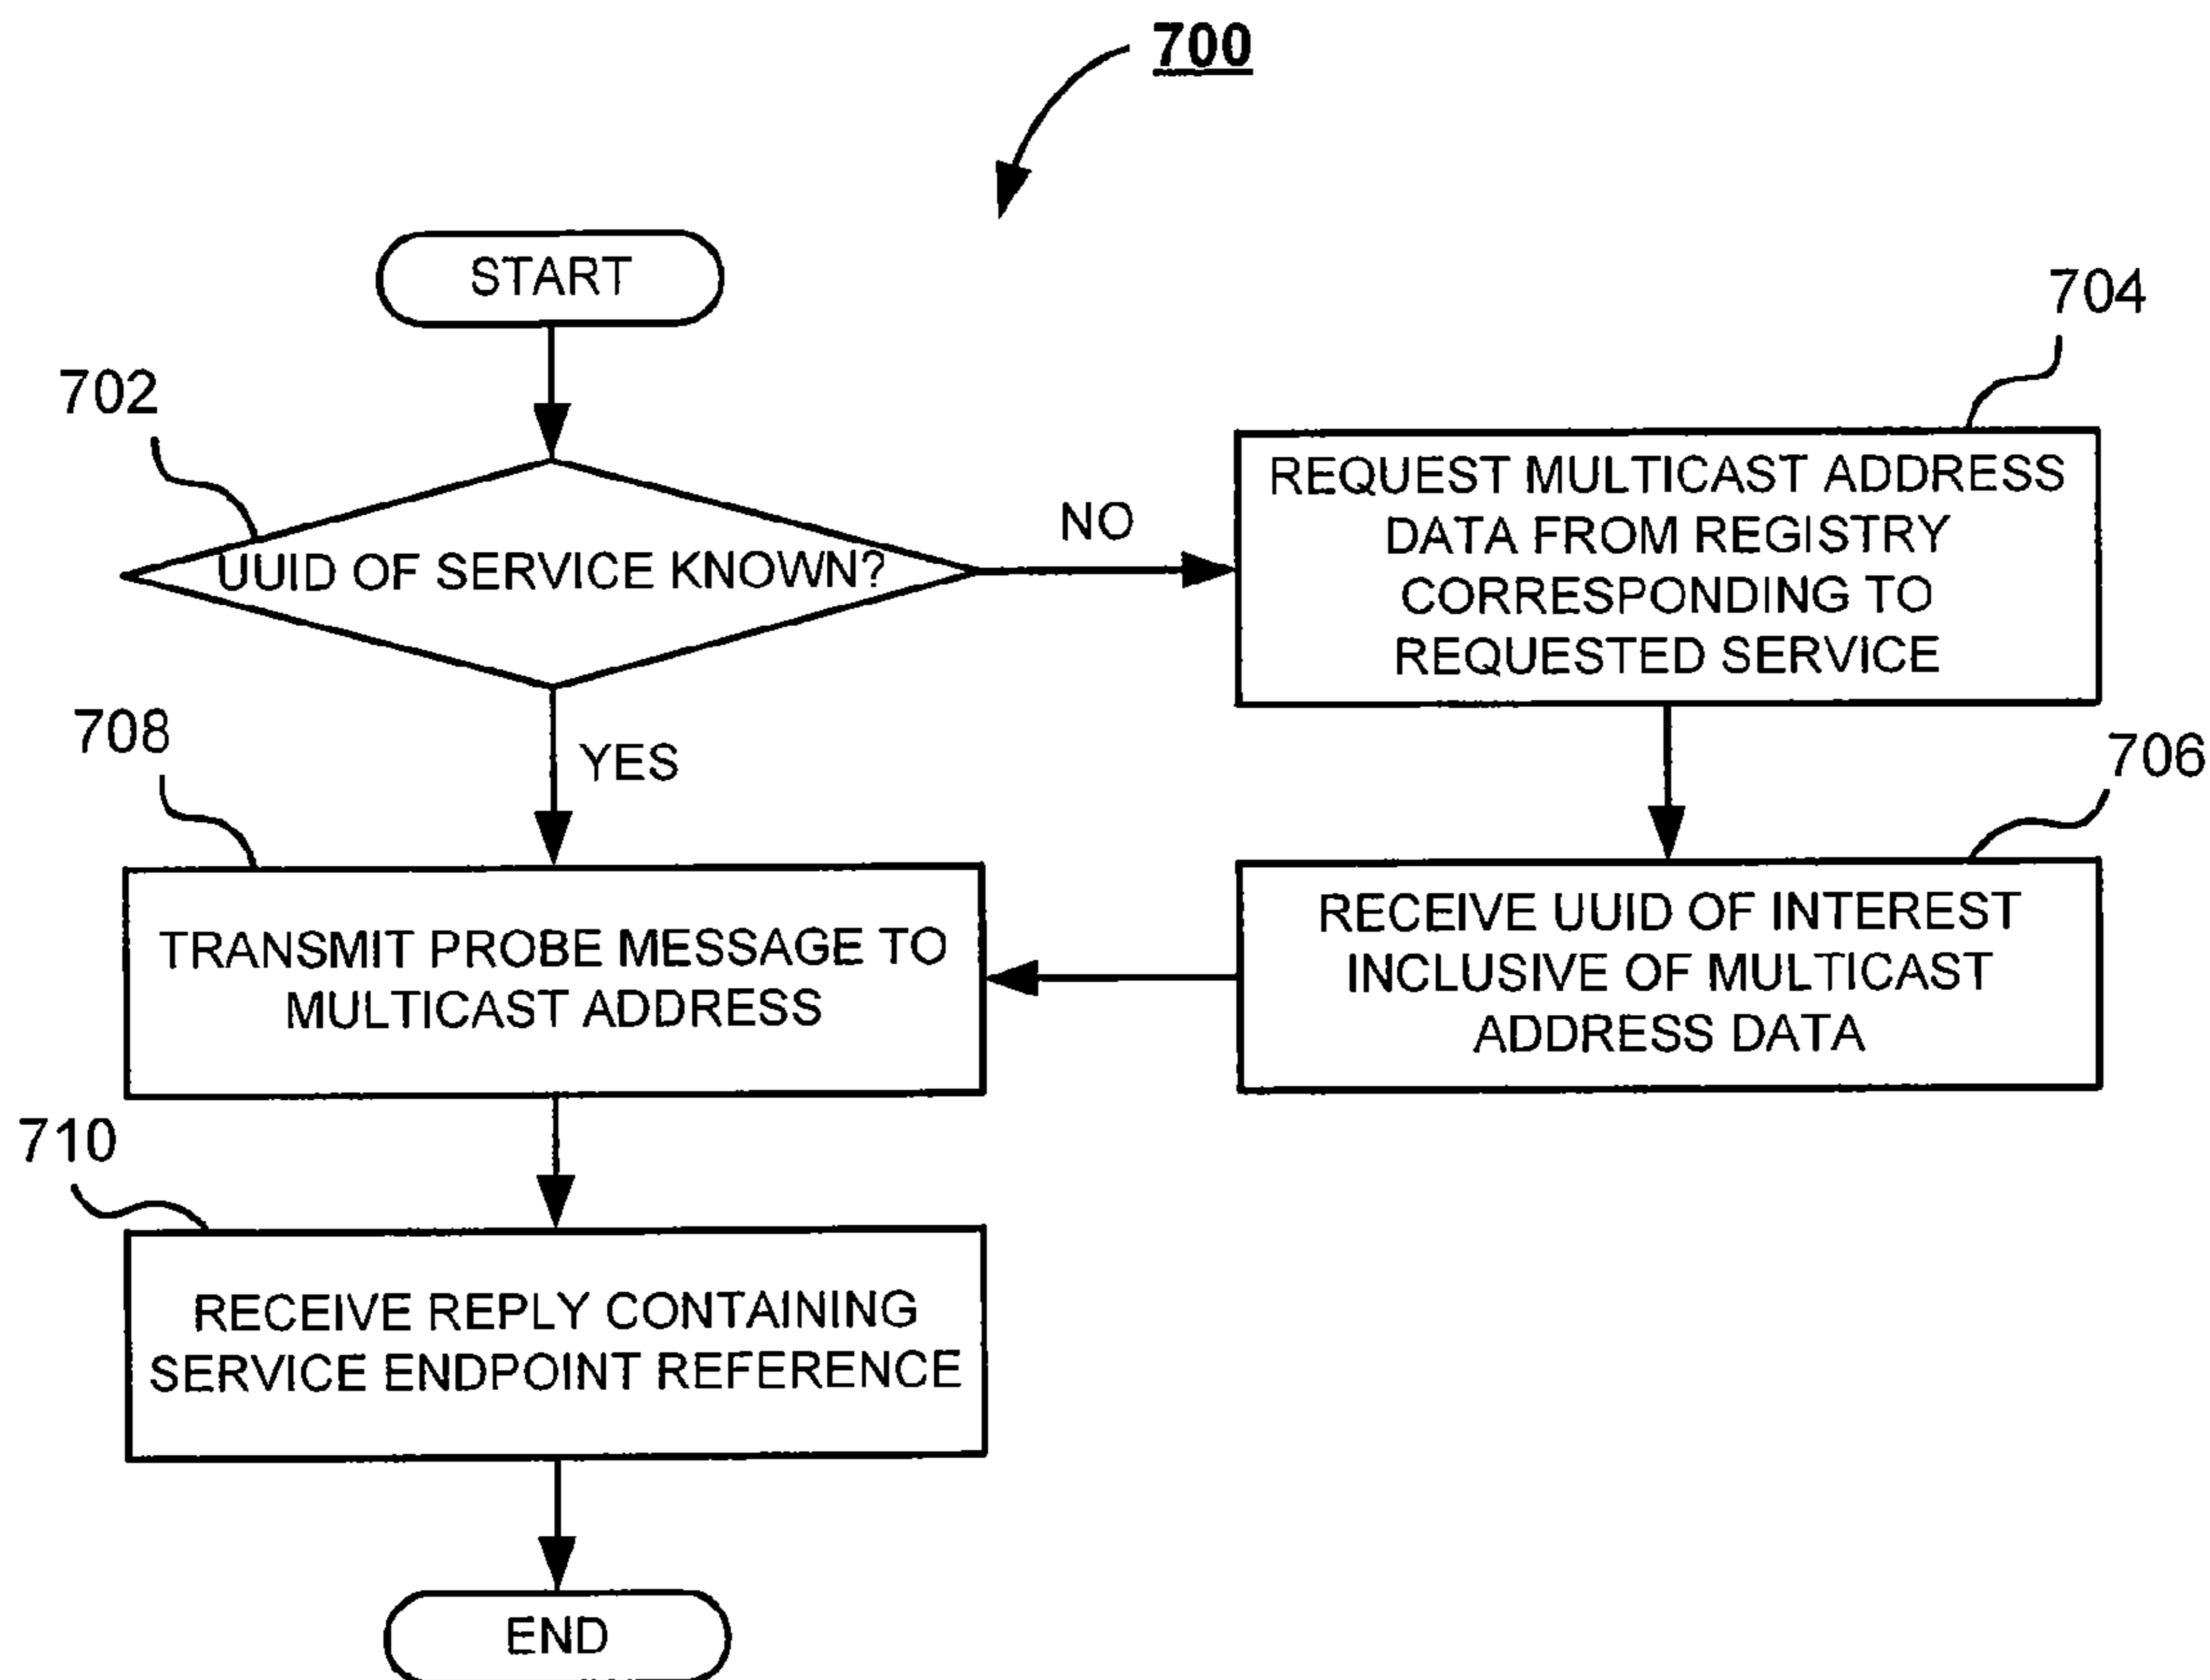 700
START
704
702
REQUEST MULTICAST ADDRESS
DATA FROM REGISTRY
CORRESPONDING TO
REQUESTED SERVICE
NO
UUID OF SERVICE KNOWN?
708
YES
706
TRANSMIT PROBE MESSAGE TO
MULTICAST ADDRESS
RECEIVE UUID OF INTEREST
INCLUSIVE OF MULTICAST
ADDRESS DATA
710
RECEIVE REPLY CONTAINING
SERVICE ENDPOINT REFERENCE
END